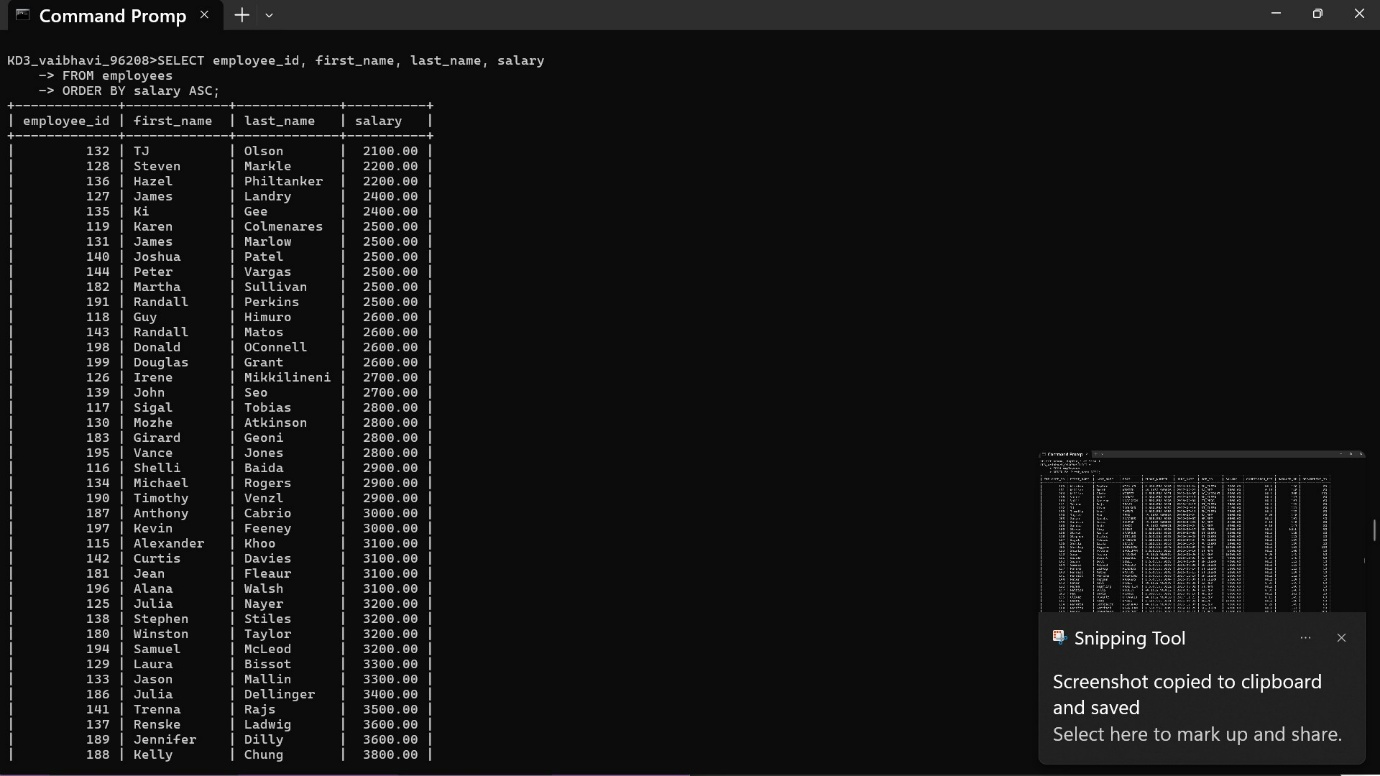 Command Promp
KD3_vaibhavi_96208>SELECT employee_id, first_name, last_name, salary
    -> FROM employees
    -> ORDER BY salary ASC;
+-------------+------------+-------------+----------+
| employee_id | first_name | last_name   | salary   |
+-------------+------------+-------------+----------+
|         132 | TJ         | Olson       |  2100.00 |
|         128 | Steven     | Markle      |  2200.00 |
|         136 | Hazel      | Philtanker  |  2200.00 |
|         127 | James      | Landry      |  2400.00 |
|         135 | Ki         | Gee         |  2400.00 |
|         119 | Karen      | Colmenares  |  2500.00 |
|         131 | James      | Marlow      |  2500.00 |
|         140 | Joshua     | Patel       |  2500.00 |
|         144 | Peter      | Vargas      |  2500.00 |
|         182 | Martha     | Sullivan    |  2500.00 |
|         191 | Randall    | Perkins     |  2500.00 |
|         118 | Guy        | Himuro      |  2600.00 |
|         143 | Randall    | Matos       |  2600.00 |
|         198 | Donald     | OConnell    |  2600.00 |
|         199 | Douglas    | Grant       |  2600.00 |
|         126 | Irene      | Mikkilineni |  2700.00 |
|         139 | John       | Seo         |  2700.00 |
|         117 | Sigal      | Tobias      |  2800.00 |
|         130 | Mozhe      | Atkinson    |  2800.00 |
|         183 | Girard     | Geoni       |  2800.00 |
|         195 | Vance      | Jones       |  2800.00 |
|         116 | Shelli     | Baida       |  2900.00 |
|         134 | Michael    | Rogers      |  2900.00 |
|         190 | Timothy    | Venzl       |  2900.00 |
|         187 | Anthony    | Cabrio      |  3000.00 |
|         197 | Kevin      | Feeney      |  3000.00 |
|         115 | Alexander  | Khoo        |  3100.00 |
|         142 | Curtis     | Davies      |  3100.00 |
|         181 | Jean       | Fleaur      |  3100.00 |
|         196 | Alana      | Walsh       |  3100.00 |
|         125 | Julia      | Nayer       |  3200.00 |
|         138 | Stephen    | Stiles      |  3200.00 |
|         180 | Winston    | Taylor      |  3200.00 |
|         194 | Samuel     | McLeod      |  3200.00 |
|         129 | Laura      | Bissot      |  3300.00 |
|         133 | Jason      | Mallin      |  3300.00 |
|         186 | Julia      | Dellinger   |  3400.00 |
|         141 | Trenna     | Rajs        |  3500.00 |
|         137 | Renske     | Ladwig      |  3600.00 |
|         189 | Jennifer   | Dilly       |  3600.00 |
|         188 | Kelly      | Chung       |  3800.00 |
Command Promp
Snipping Tool
Screenshot copied to clipboard
and saved
Select here to mark up and share.